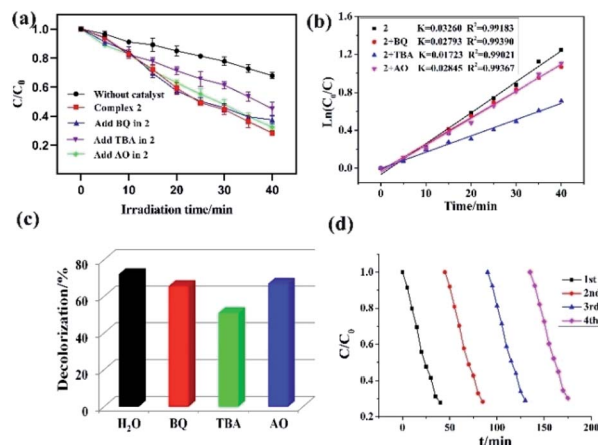 (a)
C/C0
1.0
0.8
0.6
0.4
0.2
Without catalyst
Complex 2
Add BQ in 2
Add TBA in 2
Add AO in 2
0 10 20 30 40
Irradiation time/min
(b)
Ln(C0/C)
1.6
1.2
0.8
0.4
0.0
2 K=0.03260 R²=0.99183
2+BQ K=0.02793 R²=0.99390
2+TBA K=0.01723 R²=0.99021
2+AO K=0.02845 R²=0.99367
0 10 20 30 40
Time/min
(c)
Decolorization/%
80
60
40
20
0
H2O BQ TBA AO
(d)
C/C0
1.0
0.8
0.6
0.4
0.2
1st
2nd
3rd
4th
0 50 100 150 200
t/min